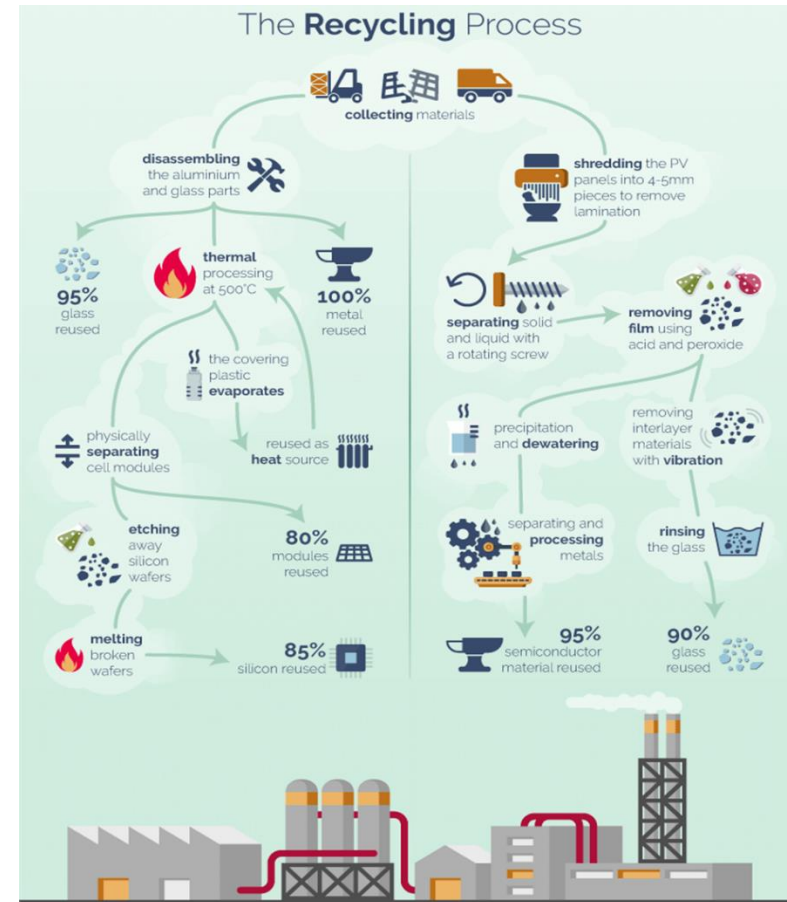 The Recycling Process
collecting materials
disassembling
the aluminium
and glass parts
95%
glass
reused
thermal
processing
at 500°C
100%
metal
reused
the covering
plastic
evaporates
reused as
heat source
physically
separating
cell modules
80%
modules
reused
etching
away
silicon
wafers
melting
broken
wafers
85%
silicon reused
shredding the PV
panels into 4-5mm
pieces to remove
lamination
separating solid
and liquid with
a rotating screw
removing
film using
acid and peroxide
precipitation
and dewatering
separating and
processing
metals
95%
semiconductor
material reused
removing
interlayer
materials
with vibration
rinsing
the glass
90%
glass
reused